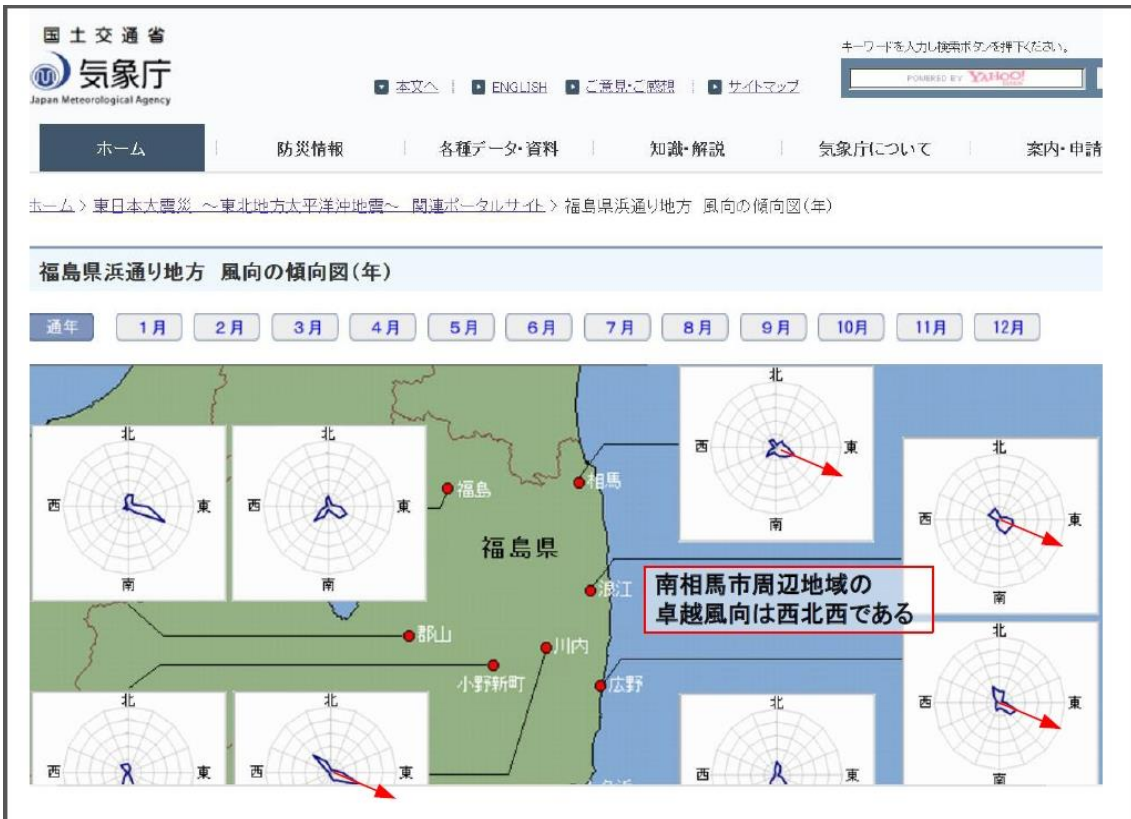 国土交通省
気象庁
Japan Meteorological Agency
本文へ | ENGLISH ご意見・ご感想 | サイトマップ
キーワードを入力し検索ボタンを押下ください。
POWERED BY YAHOO!
ホーム 防災情報 各種データ・資料 知識・解説 気象庁について 案内・申請
ホーム > 東日本大震災 ～東北地方太平洋沖地震～ 関連ポータルサイト > 福島県浜通り地方 風向の傾向図(年)
福島県浜通り地方 風向の傾向図(年)
通年 1月 2月 3月 4月 5月 6月 7月 8月 9月 10月 11月 12月
北
西 東
南
北
西 東
南
北
西 東
南
北
西 東
南
福島
相馬
福島県
浪江
南相馬市周辺地域の
卓越風向は西北西である
郡山
川内
小野新町
広野
北
西 東
北
西 東
北
西 東
北
西 東
南